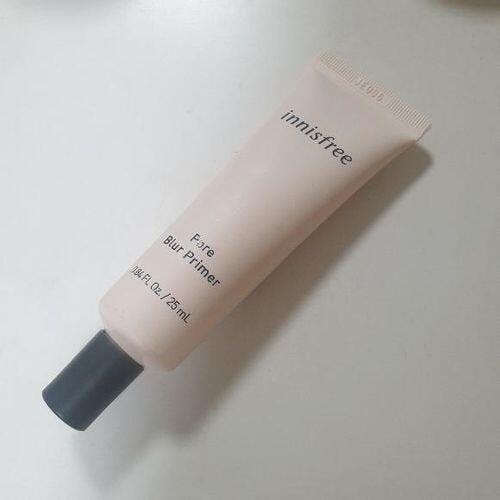 innisfree
Pore
Blur Primer
0.84 FL Oz. / 25 mL